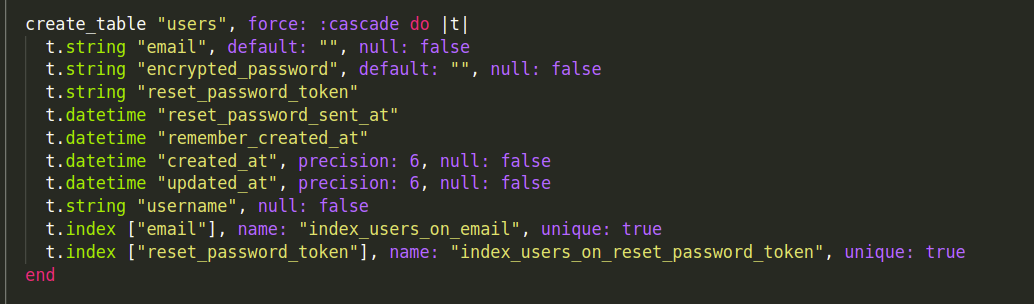 create_table "users", force: :cascade do |t|
t.string "email", default: "", null: false
t.string "encrypted_password", default: "", null: false
t.string "reset_password_token"
t.datetime "reset_password_sent_at"
t.datetime "remember_created_at"
t.datetime "created_at", precision: 6, null: false
t.datetime "updated_at", precision: 6, null: false
t.string "username", null: false
t.index ["email"], name: "index_users_on_email", unique: true
t.index ["reset_password_token"], name: "index_users_on_reset_password_token", unique: true
end